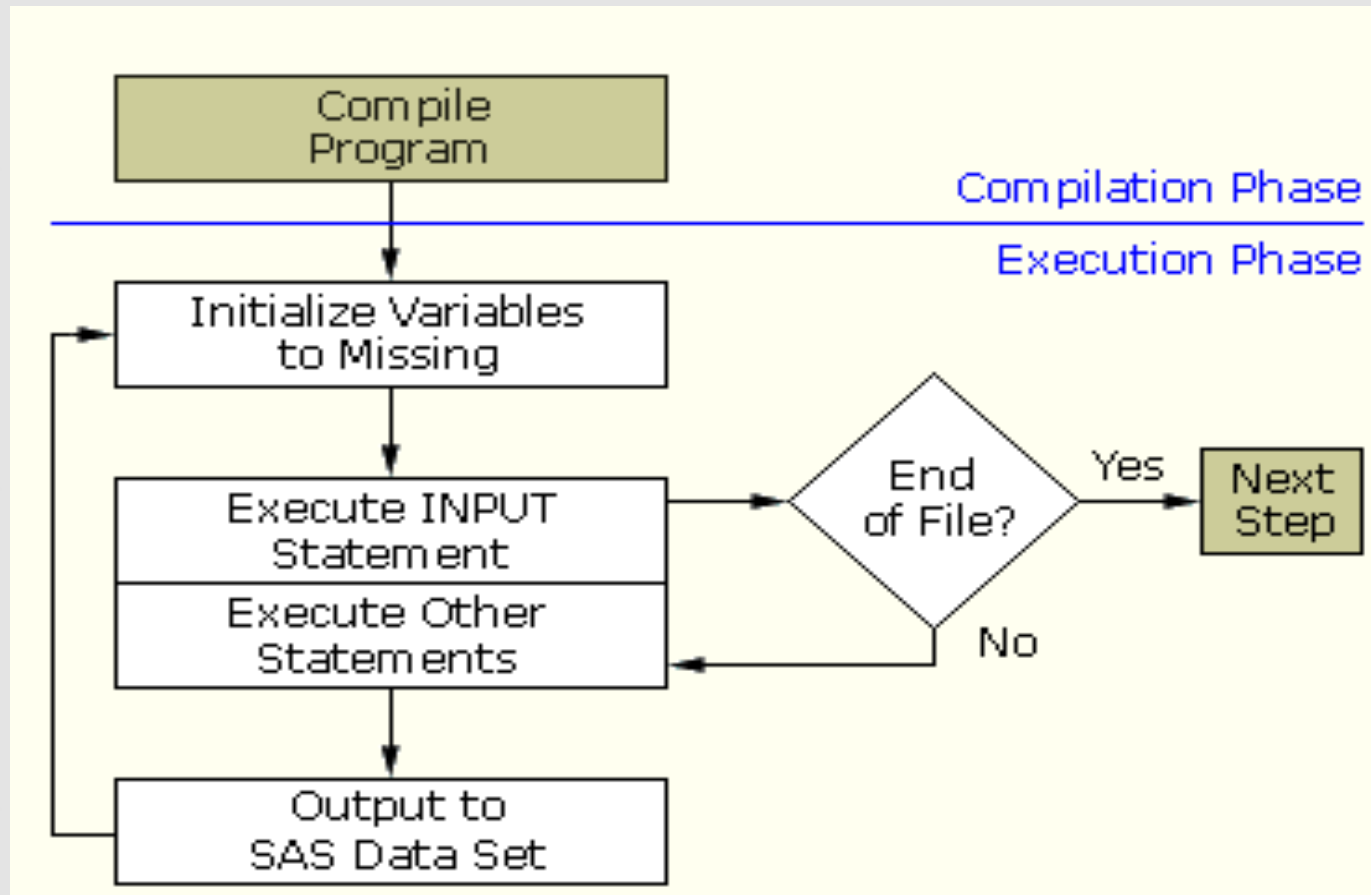 Compile
Program
Compilation Phase
Execution Phase
Initialize Variables
to Missing
Execute INPUT
Statement
End
of File?
Yes
Next
Step
Execute Other
Statements
No
Output to
SAS Data Set